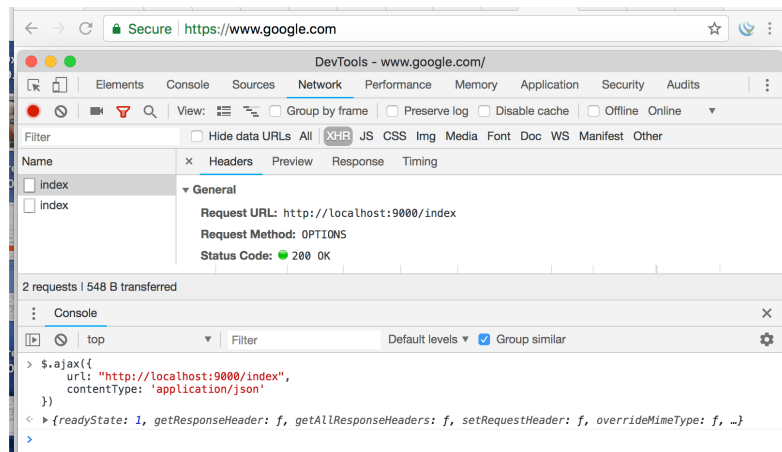 Secure https://www.google.com
DevTools - www.google.com/
Elements Console Sources Network Performance Memory Application Security Audits
View: Group by frame Preserve log Disable cache Offline Online
Filter Hide data URLs All XHR JS CSS Img Media Font Doc WS Manifest Other
Name × Headers Preview Response Timing
index
index
General
Request URL: http://localhost:9000/index
Request Method: OPTIONS
Status Code: 200 OK
2 requests | 548 B transferred
Console ×
top Filter Default levels Group similar
> $.ajax({
url: "http://localhost:9000/index",
contentType: 'application/json'
})
{readyState: 1, getResponseHeader: ƒ, getAllResponseHeaders: ƒ, setRequestHeader: ƒ, overrideMimeType: ƒ, …}
>